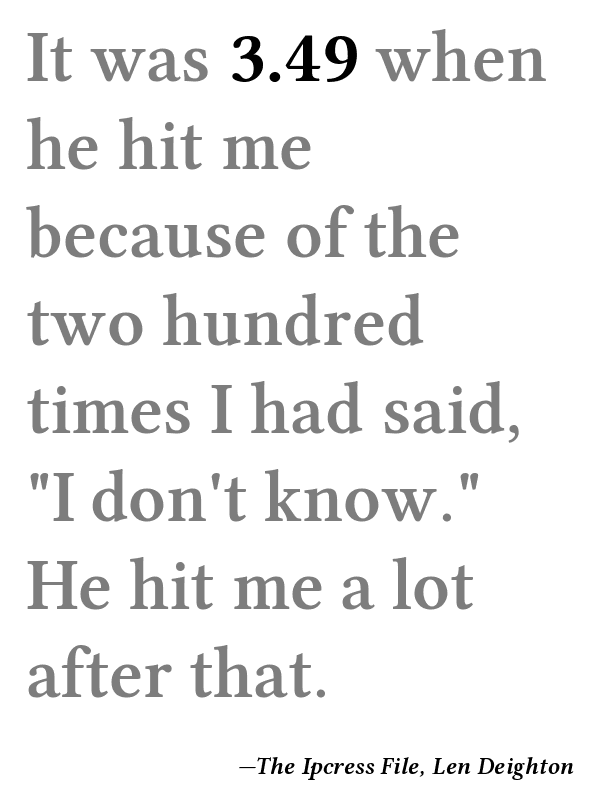 It was 3.49 when
he hit me
because of the
two hundred
times I had said,
"I don't know."
He hit me a lot
after that.
—The Ipcress File, Len Deighton